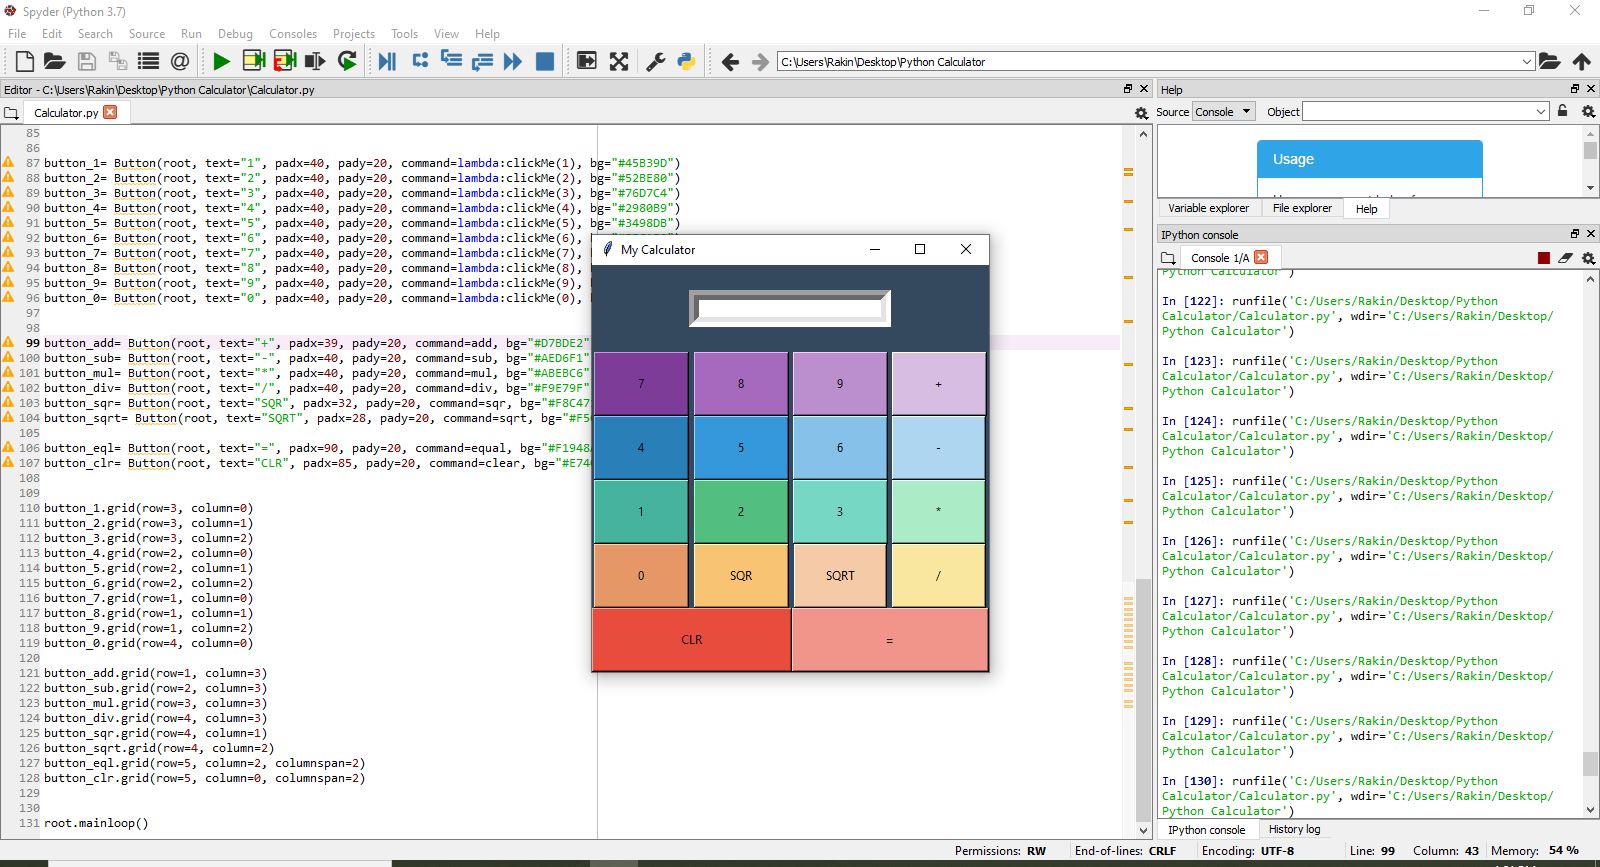 Spyder (Python 3.7)
File Edit Search Source Run Debug Consoles Projects Tools View Help
C:\Users\Rakin\Desktop\Python Calculator
Editor - C:\Users\Rakin\Desktop\Python Calculator\Calculator.py
Calculator.py
85
86
87 button_1= Button(root, text="1", padx=40, pady=20, command=lambda:clickMe(1), bg="#45B39D")
88 button_2= Button(root, text="2", padx=40, pady=20, command=lambda:clickMe(2), bg="#52BE80")
89 button_3= Button(root, text="3", padx=40, pady=20, command=lambda:clickMe(3), bg="#76D7C4")
90 button_4= Button(root, text="4", padx=40, pady=20, command=lambda:clickMe(4), bg="#2980B9")
91 button_5= Button(root, text="5", padx=40, pady=20, command=lambda:clickMe(5), bg="#3498DB")
92 button_6= Button(root, text="6", padx=40, pady=20, command=lambda:clickMe(6),
93 button_7= Button(root, text="7", padx=40, pady=20, command=lambda:clickMe(7),
94 button_8= Button(root, text="8", padx=40, pady=20, command=lambda:clickMe(8),
95 button_9= Button(root, text="9", padx=40, pady=20, command=lambda:clickMe(9),
96 button_0= Button(root, text="0", padx=40, pady=20, command=lambda:clickMe(0),
97
98
99 button_add= Button(root, text="+", padx=39, pady=20, command=add, bg="#D7BDE2"
100 button_sub= Button(root, text="-", padx=40, pady=20, command=sub, bg="#AED6F1"
101 button_mul= Button(root, text="*", padx=40, pady=20, command=mul, bg="#ABEBC6"
102 button_div= Button(root, text="/", padx=40, pady=20, command=div, bg="#F9E79F"
103 button_sqr= Button(root, text="SQR", padx=32, pady=20, command=sqr, bg="#F8C47
104 button_sqrt= Button(root, text="SQRT", padx=28, pady=20, command=sqrt, bg="#F5
105
106 button_eql= Button(root, text="=", padx=90, pady=20, command=equal, bg="#F1948
107 button_clr= Button(root, text="CLR", padx=85, pady=20, command=clear, bg="#E74
108
109
110 button_1.grid(row=3, column=0)
111 button_2.grid(row=3, column=1)
112 button_3.grid(row=3, column=2)
113 button_4.grid(row=2, column=0)
114 button_5.grid(row=2, column=1)
115 button_6.grid(row=2, column=2)
116 button_7.grid(row=1, column=0)
117 button_8.grid(row=1, column=1)
118 button_9.grid(row=1, column=2)
119 button_0.grid(row=4, column=0)
120
121 button_add.grid(row=1, column=3)
122 button_sub.grid(row=2, column=3)
123 button_mul.grid(row=3, column=3)
124 button_div.grid(row=4, column=3)
125 button_sqr.grid(row=4, column=1)
126 button_sqrt.grid(row=4, column=2)
127 button_eql.grid(row=5, column=2, columnspan=2)
128 button_clr.grid(row=5, column=0, columnspan=2)
129
130
131 root.mainloop()
My Calculator
7 8 9 +
4 5 6 -
1 2 3 *
0 SQR SQRT /
CLR =
Help
Source Console Object
Usage
Variable explorer File explorer Help
IPython console
Console 1/A
Python Calculator')
In [122]: runfile('C:/Users/Rakin/Desktop/Python
Calculator/Calculator.py', wdir='C:/Users/Rakin/Desktop/
Python Calculator')
In [123]: runfile('C:/Users/Rakin/Desktop/Python
Calculator/Calculator.py', wdir='C:/Users/Rakin/Desktop/
Python Calculator')
In [124]: runfile('C:/Users/Rakin/Desktop/Python
Calculator/Calculator.py', wdir='C:/Users/Rakin/Desktop/
Python Calculator')
In [125]: runfile('C:/Users/Rakin/Desktop/Python
Calculator/Calculator.py', wdir='C:/Users/Rakin/Desktop/
Python Calculator')
In [126]: runfile('C:/Users/Rakin/Desktop/Python
Calculator/Calculator.py', wdir='C:/Users/Rakin/Desktop/
Python Calculator')
In [127]: runfile('C:/Users/Rakin/Desktop/Python
Calculator/Calculator.py', wdir='C:/Users/Rakin/Desktop/
Python Calculator')
In [128]: runfile('C:/Users/Rakin/Desktop/Python
Calculator/Calculator.py', wdir='C:/Users/Rakin/Desktop/
Python Calculator')
In [129]: runfile('C:/Users/Rakin/Desktop/Python
Calculator/Calculator.py', wdir='C:/Users/Rakin/Desktop/
Python Calculator')
In [130]: runfile('C:/Users/Rakin/Desktop/Python
Calculator/Calculator.py', wdir='C:/Users/Rakin/Desktop/
Python Calculator')
IPython console History log
Permissions: RW End-of-lines: CRLF Encoding: UTF-8 Line: 99 Column: 43 Memory: 54 %